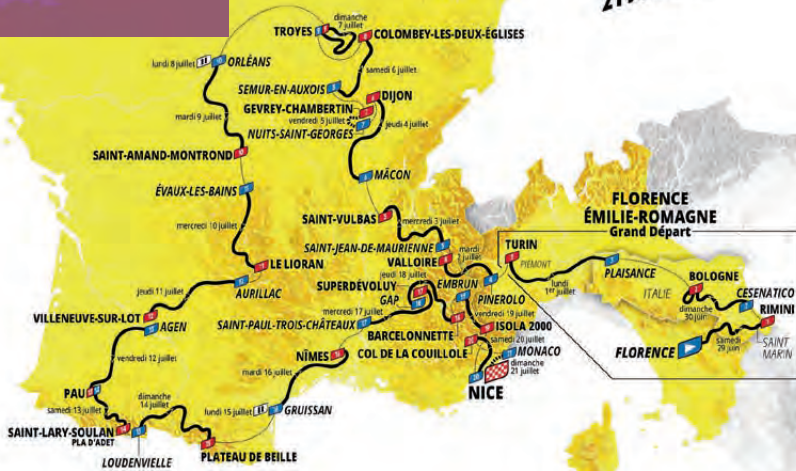 dimanche
7 juillet
TROYES
COLOMBEY-LES-DEUX-ÉGLISES
lundi 8 juillet
ORLÉANS
samedi 6 juillet
SEMUR-EN-AUXOIS
DIJON
GEVREY-CHAMBERTIN
vendredi 5 juillet
jeudi 4 juillet
NUITS-SAINT-GEORGES
mardi 9 juillet
SAINT-AMAND-MONTROND
MÂCON
ÉVAUX-LES-BAINS
FLORENCE
ÉMILIE-ROMAGNE
Grand Départ
SAINT-VULBAS
mercredi 3 juillet
mercredi 10 juillet
SAINT-JEAN-DE-MAURIENNE
mardi
2 juillet
TURIN
VALLOIRE
PIÉMONT
PLAISANCE
LE LIORAN
jeudi 18 juillet
EMBRUN
SUPERDÉVOLUY
GAP
PINEROLO
lundi
1er juillet
BOLOGNE
ITALIE
CESENATICO
jeudi 11 juillet
AURILLAC
mercredi 17 juillet
vendredi 19 juillet
dimanche
30 juin
RIMINI
VILLENEUVE-SUR-LOT
AGEN
SAINT-PAUL-TROIS-CHÂTEAUX
BARCELONNETTE
ISOLA 2000
samedi
29 juin
SAINT
MARIN
NÎMES
COL DE LA COUILLOLE
samedi 20 juillet
MONACO
FLORENCE
vendredi 12 juillet
mardi 16 juillet
dimanche
21 juillet
NICE
PAU
dimanche
14 juillet
samedi 13 juillet
lundi 15 juillet
GRUISSAN
SAINT-LARY-SOULAN
PLA D'ADET
LOUDENVIELLE
PLATEAU DE BEILLE